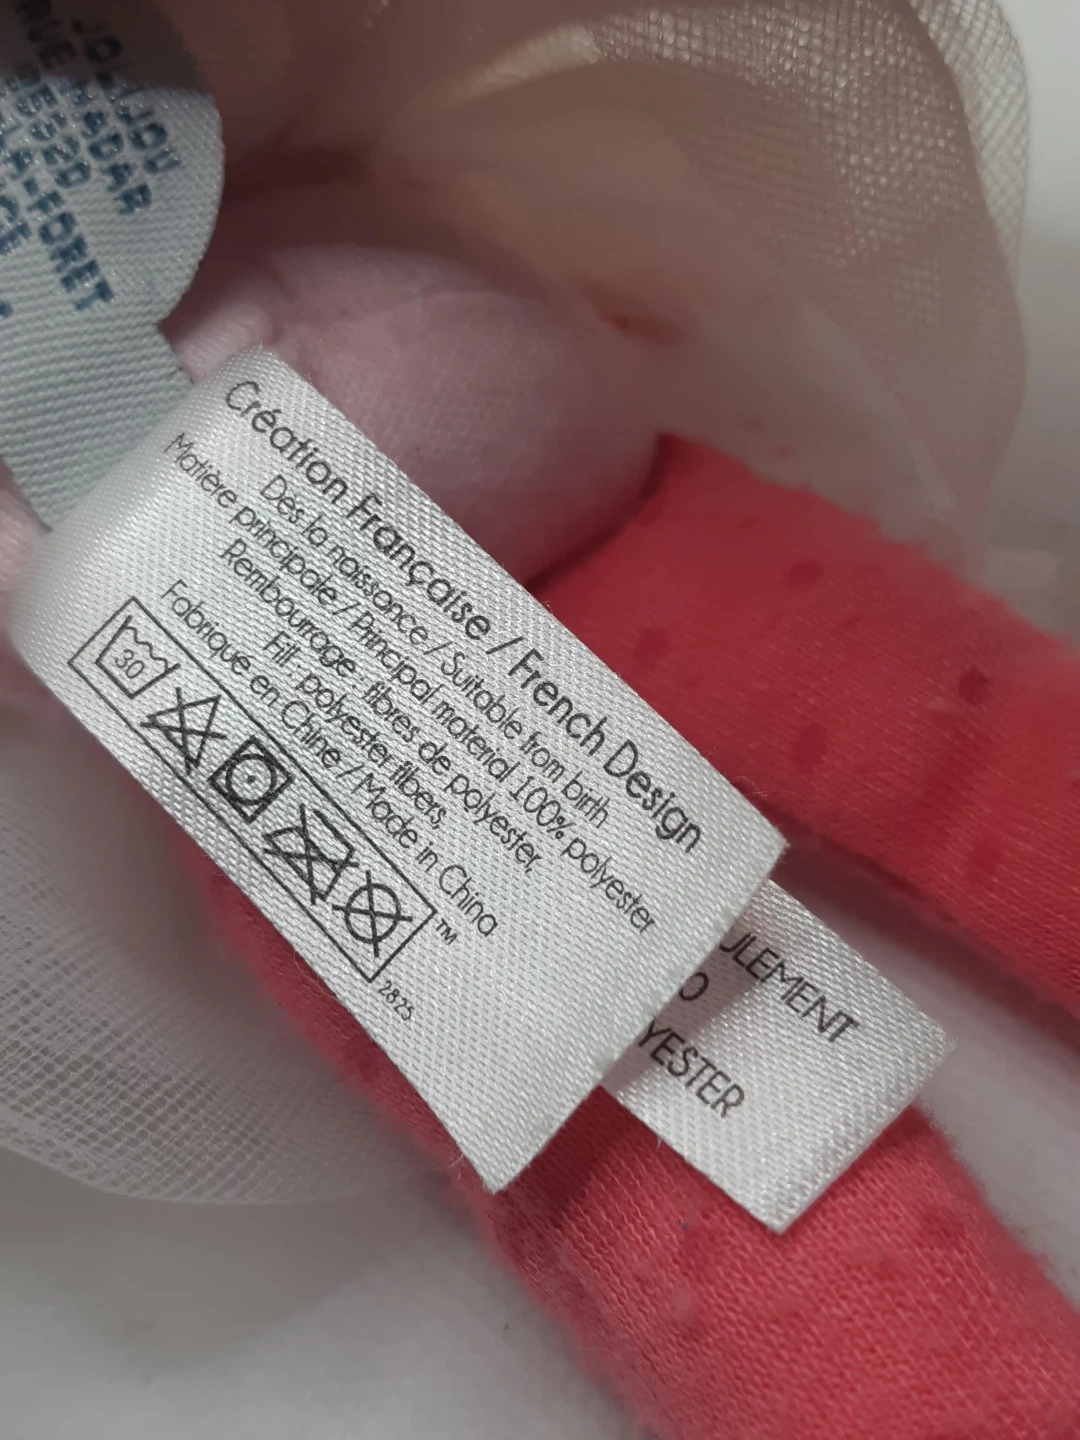 Création Française / French Design
Dès la naissance / Suitable from birth
Matière principale / Principal material 100% polyester
Rembourrage : fibres de polyester,
Fill : polyester fibers,
Fabriqué en Chine / Made in China
30
TM
2825
ULEMENT
O
YESTER